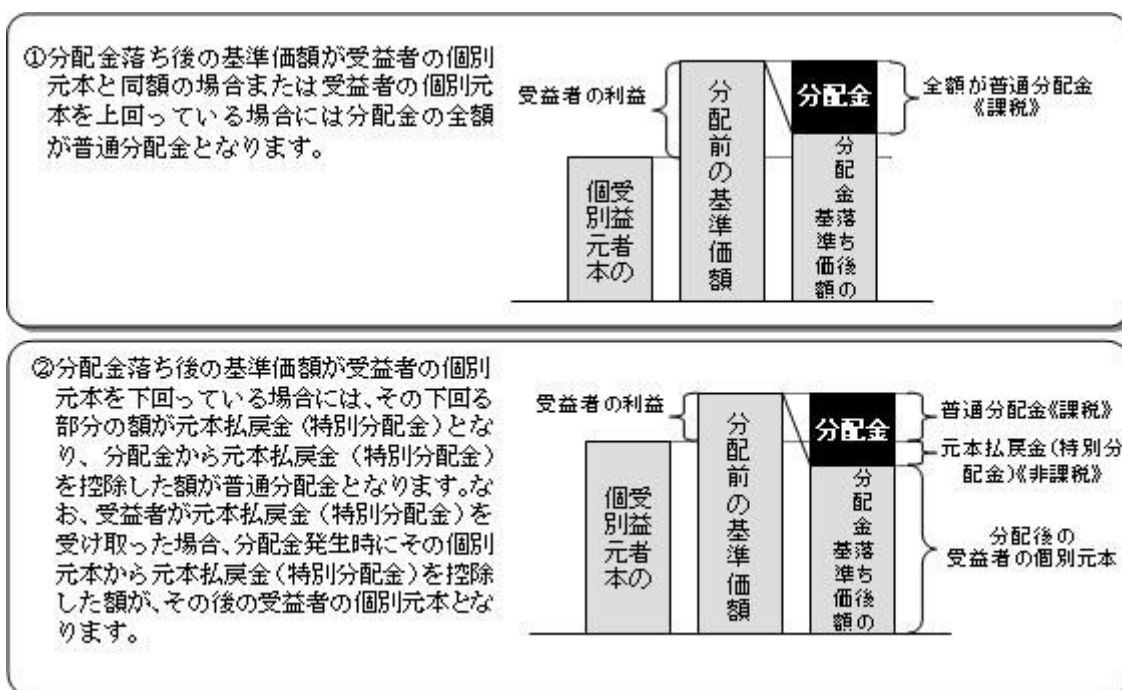 ①分配金落ち後の基準価額が受益者の個別
元本と同額の場合または受益者の個別元
本を上回っている場合には分配金の全額
が普通分配金となります。
受益者の利益
受益者の
個別元本
分配前の基準価額
分配金
分配金落ち後の
基準価額
全額が普通分配金
《課税》
②分配金落ち後の基準価額が受益者の個別
元本を下回っている場合には、その下回る
部分の額が元本払戻金(特別分配金)とな
り、分配金から元本払戻金(特別分配金)
を控除した額が普通分配金となります。な
お、受益者が元本払戻金(特別分配金)を
受け取った場合、分配金発生時にその個別
元本から元本払戻金(特別分配金)を控除
した額が、その後の受益者の個別元本とな
ります。
受益者の利益
受益者の
個別元本
分配前の基準価額
分配金
分配金落ち後の
基準価額
普通分配金《課税》
元本払戻金(特別分
配金)《非課税》
分配後の
受益者の個別元本